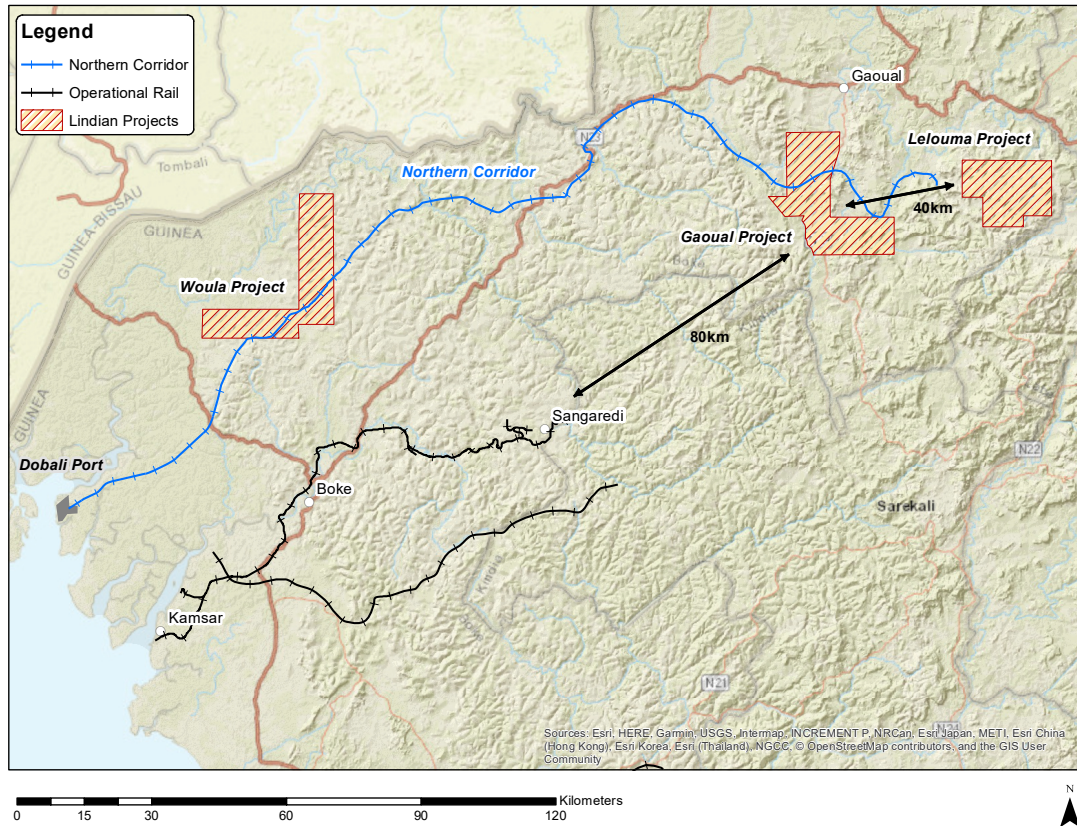 Legend
Northern Corridor
Operational Rail
Lindian Projects
Gaoual
N23
Lelouma Project
Tombali
Northern Corridor
GUINEA-BISSAU
GUINEA
40km
Gaoual Project
Woula Project
80km
GUINEA
Sangaredi
N22
Dobali Port
Boke
Sarekali
Kamsar
N21
Sources: Esri, HERE, Garmin, USGS, Intermap, INCREMENT P, NRCan, Esri Japan, METI, Esri China
(Hong Kong), Esri Korea, Esri (Thailand), NGCC, © OpenStreetMap contributors, and the GIS User
Community
Kilometers
0 15 30 60 90 120
N